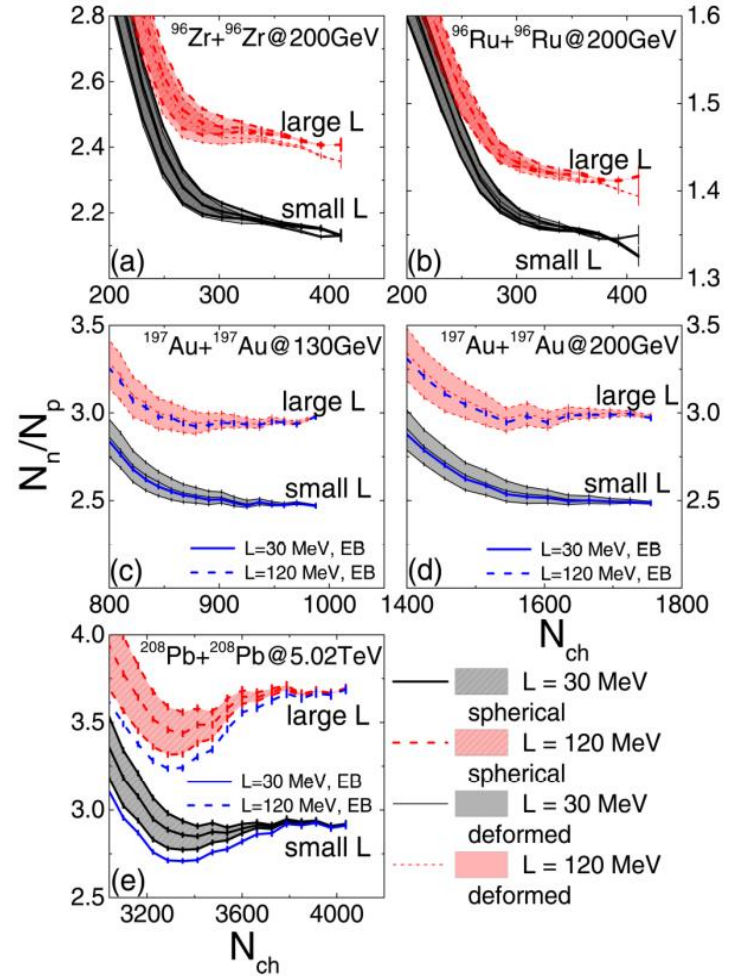 2.8
2.6
2.4
2.2
⁹⁶Zr+⁹⁶Zr@200GeV
large L
small L
(a)
200 300 400
⁹⁶Ru+⁹⁶Ru@200GeV
large L
small L
(b)
1.6
1.5
1.4
1.3
200 300 400
Nₙ/Nₚ
3.5
3.0
2.5
¹⁹⁷Au+¹⁹⁷Au@130GeV
large L
small L
L=30 MeV, EB
L=120 MeV, EB
(c)
800 900 1000
3.5
3.0
2.5
¹⁹⁷Au+¹⁹⁷Au@200GeV
large L
small L
L=30 MeV, EB
L=120 MeV, EB
(d)
1400 1600 1800
N_ch
4.0
3.5
3.0
2.5
²⁰⁸Pb+²⁰⁸Pb@5.02TeV
large L
L=30 MeV, EB
L=120 MeV, EB
small L
(e)
3200 3600 4000
N_ch
L = 30 MeV
spherical
L = 120 MeV
spherical
L = 30 MeV
deformed
L = 120 MeV
deformed